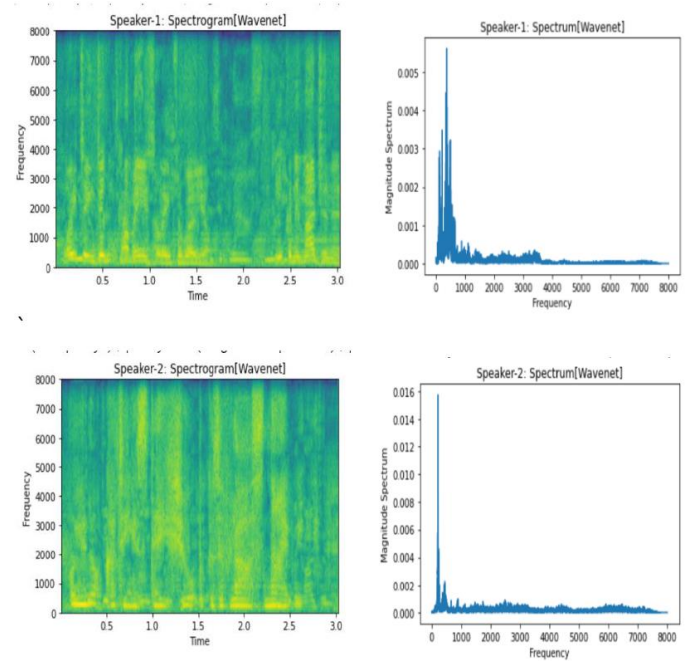 Speaker-1: Spectrogram[Wavenet]
8000
7000
6000
5000
4000
3000
2000
1000
0
Frequency
0.5 1.0 1.5 2.0 2.5 3.0
Time
Speaker-1: Spectrum[Wavenet]
0.005
0.004
0.003
0.002
0.001
0.000
Magnitude Spectrum
0 1000 2000 3000 4000 5000 6000 7000 8000
Frequency
Speaker-2: Spectrogram[Wavenet]
8000
7000
6000
5000
4000
3000
2000
1000
0
Frequency
0.5 1.0 1.5 2.0 2.5 3.0
Time
Speaker-2: Spectrum[Wavenet]
0.016
0.014
0.012
0.010
0.008
0.006
0.004
0.002
0.000
Magnitude Spectrum
0 1000 2000 3000 4000 5000 6000 7000 8000
Frequency